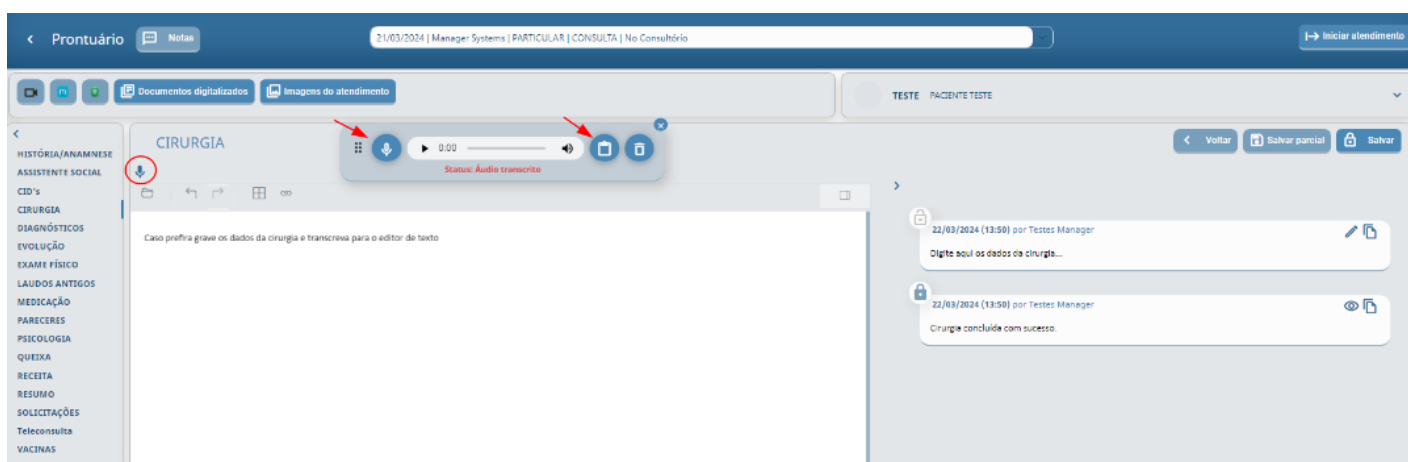 Prontuário
Notas
21/03/2024 | Manager Systems | PARTICULAR | CONSULTA | No Consultório
Iniciar atendimento
Documentos digitalizados
Imagens do atendimento
TESTE PACIENTE TESTE
HISTÓRIA/ANAMNESE
ASSISTENTE SOCIAL
CID's
CIRURGIA
DIAGNÓSTICOS
EVOLUÇÃO
EXAME FÍSICO
LAUDOS ANTIGOS
MEDICAÇÃO
PARECERES
PSICOLOGIA
QUEIXA
RECEITA
RESUMO
SOLICITAÇÕES
Teleconsulta
VACINAS
CIRURGIA
0:00
Status: Áudio transcrito
Voltar
Salvar parcial
Salvar
Caso prefira grave os dados da cirurgia e transcreva para o editor de texto
22/03/2024 (13:50) por Testes Manager
Digite aqui os dados da cirurgia...
22/03/2024 (13:50) por Testes Manager
Cirurgia concluída com sucesso.